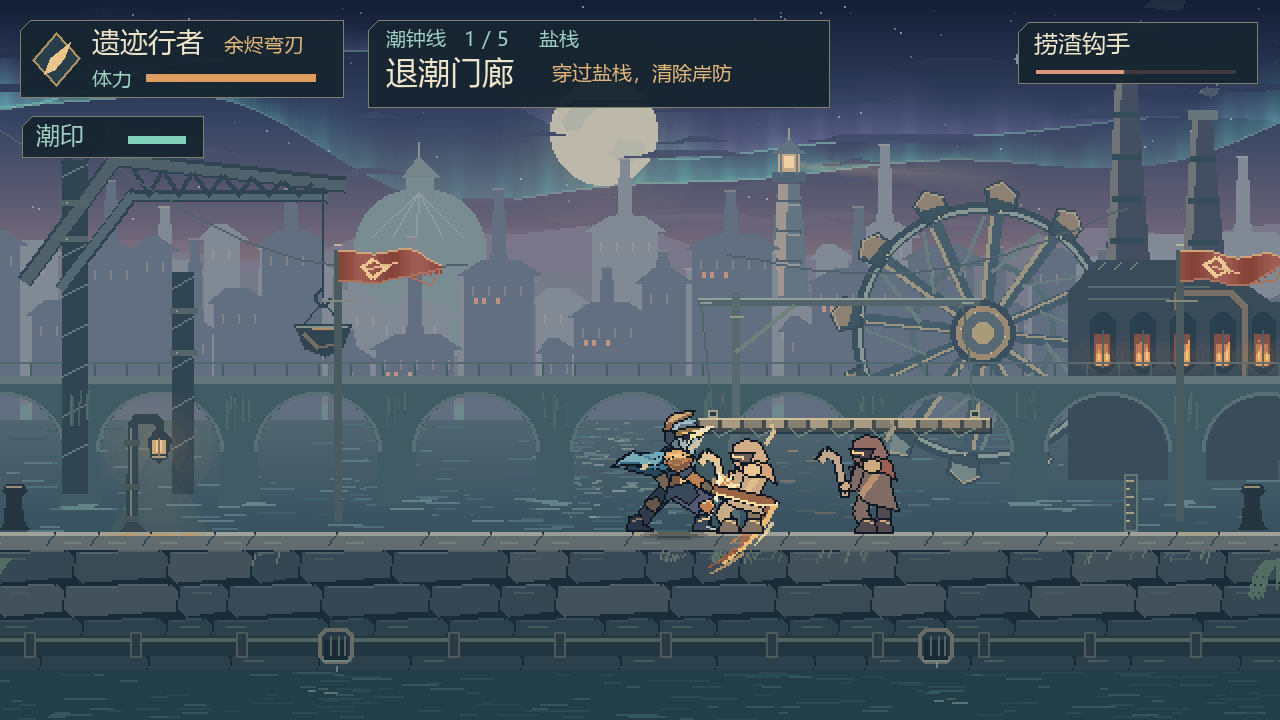 遗迹行者 余烬弯刃
体力
潮印
潮钟线 1 / 5 盐栈
退潮门廊 穿过盐栈，清除岸防
捞渣钩手